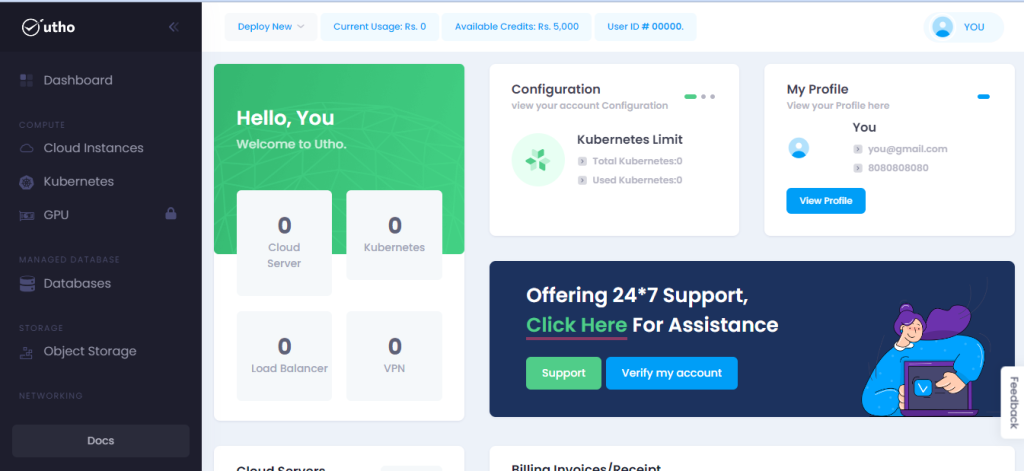 utho
Dashboard
COMPUTE
Cloud Instances
Kubernetes
GPU
MANAGED DATABASE
Databases
STORAGE
Object Storage
NETWORKING
Docs
Deploy New
Current Usage: Rs. 0
Available Credits: Rs. 5,000
User ID # 00000.
YOU
Hello, You
Welcome to Utho.
0
Cloud
Server
0
Kubernetes
0
Load Balancer
0
VPN
Configuration
view your account Configuration
Kubernetes Limit
Total Kubernetes:0
Used Kubernetes:0
My Profile
View your Profile here
You
you@gmail.com
8080808080
View Profile
Offering 24*7 Support,
Click Here For Assistance
Support
Verify my account
Feedback
Cloud Servers
Billing Invoices/Receipt